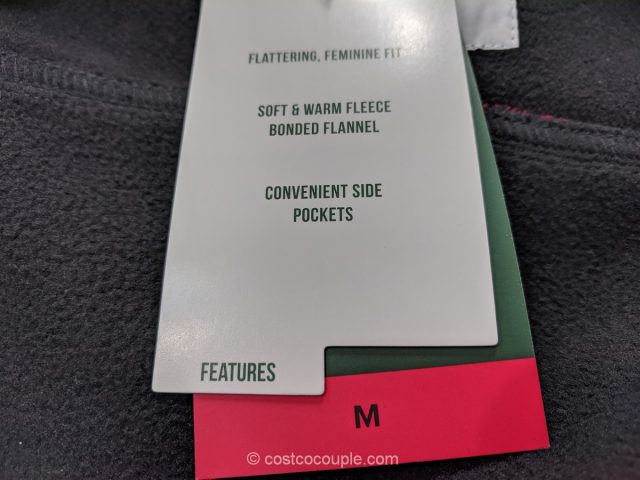 FLATTERING, FEMININE FIT
SOFT & WARM FLEECE
BONDED FLANNEL
CONVENIENT SIDE
POCKETS
FEATURES
M
© costcocouple.com